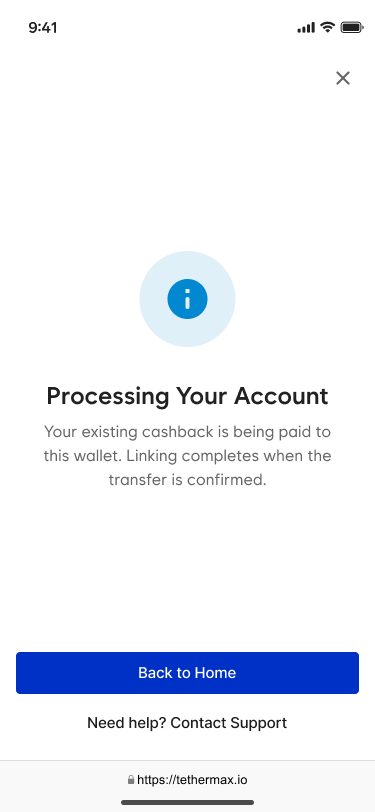 9:41
Processing Your Account
Your existing cashback is being paid to
this wallet. Linking completes when the
transfer is confirmed.
Back to Home
Need help? Contact Support
https://tethermax.io